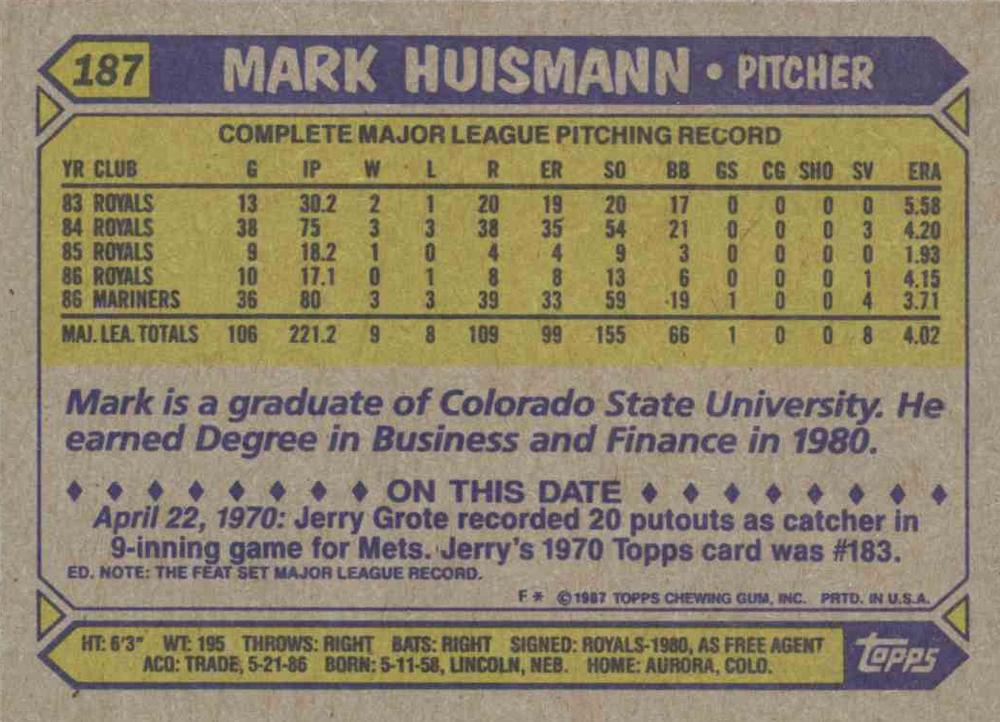 187 MARK HUISMANN • PITCHER
COMPLETE MAJOR LEAGUE PITCHING RECORD
YR CLUB G IP W L R ER SO BB GS CG SHO SV ERA
83 ROYALS 13 30.2 2 1 20 19 20 17 0 0 0 0 5.58
84 ROYALS 38 75 3 3 38 35 54 21 0 0 0 3 4.20
85 ROYALS 9 18.2 1 0 4 4 9 3 0 0 0 0 1.93
86 ROYALS 10 17.1 0 1 8 8 13 6 0 0 0 1 4.15
86 MARINERS 36 80 3 3 39 33 59 19 1 0 0 4 3.71
MAJ. LEA. TOTALS 106 221.2 9 8 109 99 155 66 1 0 0 8 4.02
Mark is a graduate of Colorado State University. He
earned Degree in Business and Finance in 1980.
♦ ♦ ♦ ♦ ♦ ♦ ♦ ♦ ON THIS DATE ♦ ♦ ♦ ♦ ♦ ♦ ♦ ♦
April 22, 1970: Jerry Grote recorded 20 putouts as catcher in
9-inning game for Mets. Jerry's 1970 Topps card was #183.
ED. NOTE: THE FEAT SET MAJOR LEAGUE RECORD.
F * ©1987 TOPPS CHEWING GUM, INC. PRTD. IN U.S.A.
HT: 6'3" WT: 195 THROWS: RIGHT BATS: RIGHT SIGNED: ROYALS-1980, AS FREE AGENT
ACQ: TRADE, 5-21-86 BORN: 5-11-58, LINCOLN, NEB. HOME: AURORA, COLO.
Topps